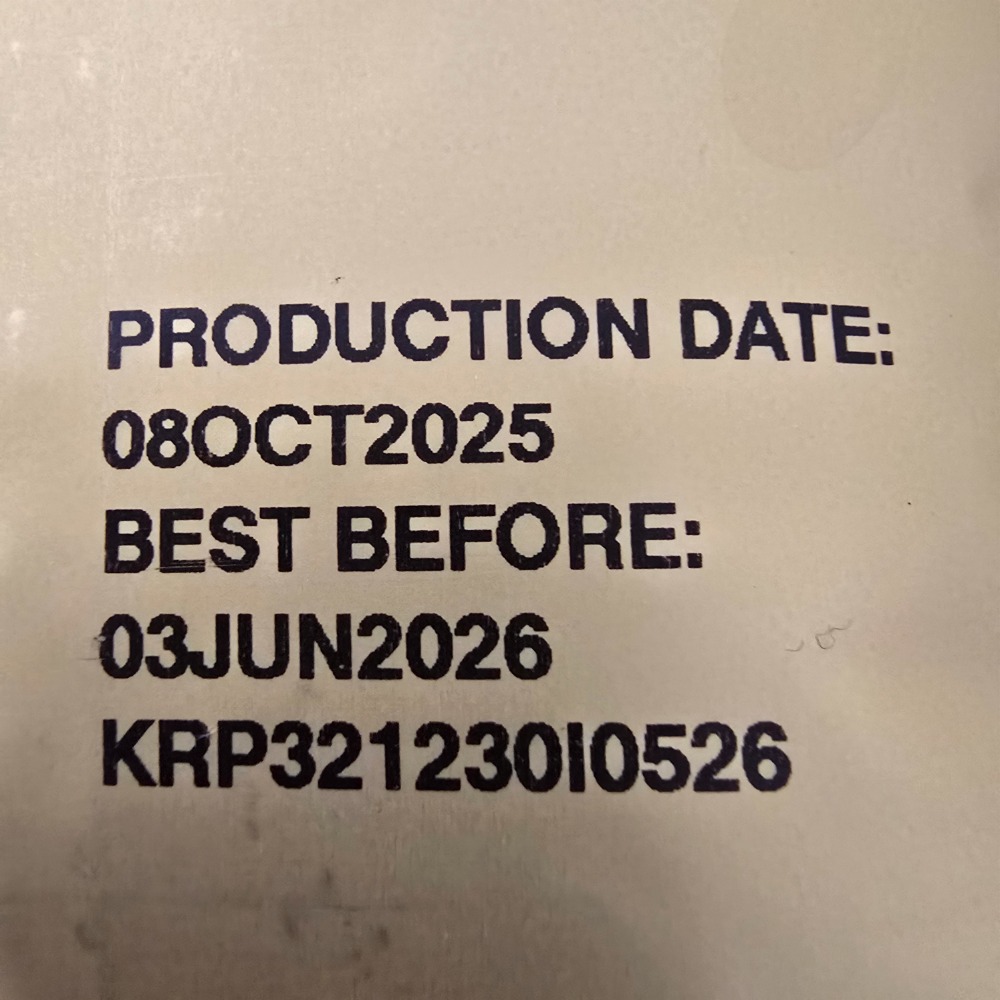 PRODUCTION DATE:
08OCT2025
BEST BEFORE:
03JUN2026
KRP321230I0526